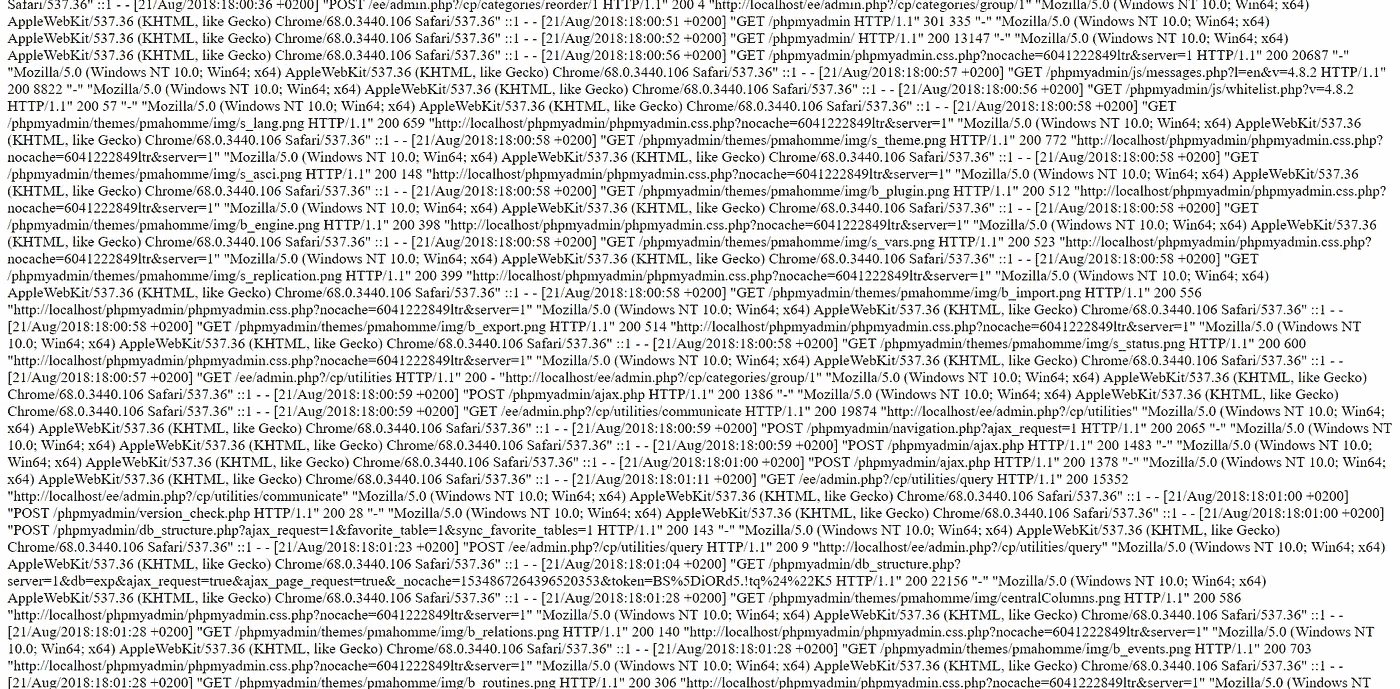 Safari/537.36" ::1 - - [21/Aug/2018:18:00:36 +0200] "POST /ee/admin.php?/cp/categories/reorder/1 HTTP/1.1" 200 4 "http://localhost/ee/admin.php?/cp/categories/group/1" "Mozilla/5.0 (Windows NT 10.0; Win64; x64)
AppleWebKit/537.36 (KHTML, like Gecko) Chrome/68.0.3440.106 Safari/537.36" ::1 - - [21/Aug/2018:18:00:51 +0200] "GET /phpmyadmin HTTP/1.1" 301 335 "-" "Mozilla/5.0 (Windows NT 10.0; Win64; x64)
AppleWebKit/537.36 (KHTML, like Gecko) Chrome/68.0.3440.106 Safari/537.36" ::1 - - [21/Aug/2018:18:00:52 +0200] "GET /phpmyadmin/ HTTP/1.1" 200 13147 "-" "Mozilla/5.0 (Windows NT 10.0; Win64; x64)
AppleWebKit/537.36 (KHTML, like Gecko) Chrome/68.0.3440.106 Safari/537.36" ::1 - - [21/Aug/2018:18:00:56 +0200] "GET /phpmyadmin/phpmyadmin.css.php?nocache=6041222849ltr&server=1 HTTP/1.1" 200 20687 "-"
"Mozilla/5.0 (Windows NT 10.0; Win64; x64) AppleWebKit/537.36 (KHTML, like Gecko) Chrome/68.0.3440.106 Safari/537.36" ::1 - - [21/Aug/2018:18:00:57 +0200] "GET /phpmyadmin/js/messages.php?l=en&v=4.8.2 HTTP/1.1"
200 8822 "-" "Mozilla/5.0 (Windows NT 10.0; Win64; x64) AppleWebKit/537.36 (KHTML, like Gecko) Chrome/68.0.3440.106 Safari/537.36" ::1 - - [21/Aug/2018:18:00:56 +0200] "GET /phpmyadmin/js/whitelist.php?v=4.8.2
HTTP/1.1" 200 57 "-" "Mozilla/5.0 (Windows NT 10.0; Win64; x64) AppleWebKit/537.36 (KHTML, like Gecko) Chrome/68.0.3440.106 Safari/537.36" ::1 - - [21/Aug/2018:18:00:58 +0200] "GET
/phpmyadmin/themes/pmahomme/img/s_lang.png HTTP/1.1" 200 659 "http://localhost/phpmyadmin/phpmyadmin.css.php?nocache=6041222849ltr&server=1" "Mozilla/5.0 (Windows NT 10.0; Win64; x64) AppleWebKit/537.36
(KHTML, like Gecko) Chrome/68.0.3440.106 Safari/537.36" ::1 - - [21/Aug/2018:18:00:58 +0200] "GET /phpmyadmin/themes/pmahomme/img/s_theme.png HTTP/1.1" 200 772 "http://localhost/phpmyadmin/phpmyadmin.css.php?
nocache=6041222849ltr&server=1" "Mozilla/5.0 (Windows NT 10.0; Win64; x64) AppleWebKit/537.36 (KHTML, like Gecko) Chrome/68.0.3440.106 Safari/537.36" ::1 - - [21/Aug/2018:18:00:58 +0200] "GET
/phpmyadmin/themes/pmahomme/img/s_asci.png HTTP/1.1" 200 148 "http://localhost/phpmyadmin/phpmyadmin.css.php?nocache=6041222849ltr&server=1" "Mozilla/5.0 (Windows NT 10.0; Win64; x64) AppleWebKit/537.36
(KHTML, like Gecko) Chrome/68.0.3440.106 Safari/537.36" ::1 - - [21/Aug/2018:18:00:58 +0200] "GET /phpmyadmin/themes/pmahomme/img/b_plugin.png HTTP/1.1" 200 512 "http://localhost/phpmyadmin/phpmyadmin.css.php?
nocache=6041222849ltr&server=1" "Mozilla/5.0 (Windows NT 10.0; Win64; x64) AppleWebKit/537.36 (KHTML, like Gecko) Chrome/68.0.3440.106 Safari/537.36" ::1 - - [21/Aug/2018:18:00:58 +0200] "GET
/phpmyadmin/themes/pmahomme/img/b_engine.png HTTP/1.1" 200 398 "http://localhost/phpmyadmin/phpmyadmin.css.php?nocache=6041222849ltr&server=1" "Mozilla/5.0 (Windows NT 10.0; Win64; x64) AppleWebKit/537.36
(KHTML, like Gecko) Chrome/68.0.3440.106 Safari/537.36" ::1 - - [21/Aug/2018:18:00:58 +0200] "GET /phpmyadmin/themes/pmahomme/img/s_vars.png HTTP/1.1" 200 523 "http://localhost/phpmyadmin/phpmyadmin.css.php?
nocache=6041222849ltr&server=1" "Mozilla/5.0 (Windows NT 10.0; Win64; x64) AppleWebKit/537.36 (KHTML, like Gecko) Chrome/68.0.3440.106 Safari/537.36" ::1 - - [21/Aug/2018:18:00:58 +0200] "GET
/phpmyadmin/themes/pmahomme/img/s_replication.png HTTP/1.1" 200 399 "http://localhost/phpmyadmin/phpmyadmin.css.php?nocache=6041222849ltr&server=1" "Mozilla/5.0 (Windows NT 10.0; Win64; x64)
AppleWebKit/537.36 (KHTML, like Gecko) Chrome/68.0.3440.106 Safari/537.36" ::1 - - [21/Aug/2018:18:00:58 +0200] "GET /phpmyadmin/themes/pmahomme/img/b_import.png HTTP/1.1" 200 556
"http://localhost/phpmyadmin/phpmyadmin.css.php?nocache=6041222849ltr&server=1" "Mozilla/5.0 (Windows NT 10.0; Win64; x64) AppleWebKit/537.36 (KHTML, like Gecko) Chrome/68.0.3440.106 Safari/537.36" ::1 - -
[21/Aug/2018:18:00:58 +0200] "GET /phpmyadmin/themes/pmahomme/img/b_export.png HTTP/1.1" 200 514 "http://localhost/phpmyadmin/phpmyadmin.css.php?nocache=6041222849ltr&server=1" "Mozilla/5.0 (Windows NT
10.0; Win64; x64) AppleWebKit/537.36 (KHTML, like Gecko) Chrome/68.0.3440.106 Safari/537.36" ::1 - - [21/Aug/2018:18:00:58 +0200] "GET /phpmyadmin/themes/pmahomme/img/s_status.png HTTP/1.1" 200 600
"http://localhost/phpmyadmin/phpmyadmin.css.php?nocache=6041222849ltr&server=1" "Mozilla/5.0 (Windows NT 10.0; Win64; x64) AppleWebKit/537.36 (KHTML, like Gecko) Chrome/68.0.3440.106 Safari/537.36" ::1 - -
[21/Aug/2018:18:00:57 +0200] "GET /ee/admin.php?/cp/utilities HTTP/1.1" 200 - "http://localhost/ee/admin.php?/cp/categories/group/1" "Mozilla/5.0 (Windows NT 10.0; Win64; x64) AppleWebKit/537.36 (KHTML, like Gecko)
Chrome/68.0.3440.106 Safari/537.36" ::1 - - [21/Aug/2018:18:00:59 +0200] "POST /phpmyadmin/ajax.php HTTP/1.1" 200 1386 "-" "Mozilla/5.0 (Windows NT 10.0; Win64; x64) AppleWebKit/537.36 (KHTML, like Gecko)
Chrome/68.0.3440.106 Safari/537.36" ::1 - - [21/Aug/2018:18:00:59 +0200] "GET /ee/admin.php?/cp/utilities/communicate HTTP/1.1" 200 19874 "http://localhost/ee/admin.php?/cp/utilities" "Mozilla/5.0 (Windows NT 10.0; Win64;
x64) AppleWebKit/537.36 (KHTML, like Gecko) Chrome/68.0.3440.106 Safari/537.36" ::1 - - [21/Aug/2018:18:00:59 +0200] "POST /phpmyadmin/navigation.php?ajax_request=1 HTTP/1.1" 200 2065 "-" "Mozilla/5.0 (Windows NT
10.0; Win64; x64) AppleWebKit/537.36 (KHTML, like Gecko) Chrome/68.0.3440.106 Safari/537.36" ::1 - - [21/Aug/2018:18:00:59 +0200] "POST /phpmyadmin/ajax.php HTTP/1.1" 200 1483 "-" "Mozilla/5.0 (Windows NT 10.0;
Win64; x64) AppleWebKit/537.36 (KHTML, like Gecko) Chrome/68.0.3440.106 Safari/537.36" ::1 - - [21/Aug/2018:18:01:00 +0200] "POST /phpmyadmin/ajax.php HTTP/1.1" 200 1378 "-" "Mozilla/5.0 (Windows NT 10.0; Win64;
x64) AppleWebKit/537.36 (KHTML, like Gecko) Chrome/68.0.3440.106 Safari/537.36" ::1 - - [21/Aug/2018:18:01:11 +0200] "GET /ee/admin.php?/cp/utilities/query HTTP/1.1" 200 15352
"http://localhost/ee/admin.php?/cp/utilities/communicate" "Mozilla/5.0 (Windows NT 10.0; Win64; x64) AppleWebKit/537.36 (KHTML, like Gecko) Chrome/68.0.3440.106 Safari/537.36" ::1 - - [21/Aug/2018:18:01:00 +0200]
"POST /phpmyadmin/version_check.php HTTP/1.1" 200 28 "-" "Mozilla/5.0 (Windows NT 10.0; Win64; x64) AppleWebKit/537.36 (KHTML, like Gecko) Chrome/68.0.3440.106 Safari/537.36" ::1 - - [21/Aug/2018:18:01:00 +0200]
"POST /phpmyadmin/db_structure.php?ajax_request=1&favorite_table=1&sync_favorite_tables=1 HTTP/1.1" 200 143 "-" "Mozilla/5.0 (Windows NT 10.0; Win64; x64) AppleWebKit/537.36 (KHTML, like Gecko)
Chrome/68.0.3440.106 Safari/537.36" ::1 - - [21/Aug/2018:18:01:23 +0200] "POST /ee/admin.php?/cp/utilities/query HTTP/1.1" 200 9 "http://localhost/ee/admin.php?/cp/utilities/query" "Mozilla/5.0 (Windows NT 10.0; Win64; x64)
AppleWebKit/537.36 (KHTML, like Gecko) Chrome/68.0.3440.106 Safari/537.36" ::1 - - [21/Aug/2018:18:01:04 +0200] "GET /phpmyadmin/db_structure.php?
server=1&db=exp&ajax_request=true&ajax_page_request=true&_nocache=1534867264396520353&token=BS%5DiORd5.!tq%24%22K5 HTTP/1.1" 200 22156 "-" "Mozilla/5.0 (Windows NT 10.0; Win64; x64)
AppleWebKit/537.36 (KHTML, like Gecko) Chrome/68.0.3440.106 Safari/537.36" ::1 - - [21/Aug/2018:18:01:28 +0200] "GET /phpmyadmin/themes/pmahomme/img/centralColumns.png HTTP/1.1" 200 586
"http://localhost/phpmyadmin/phpmyadmin.css.php?nocache=6041222849ltr&server=1" "Mozilla/5.0 (Windows NT 10.0; Win64; x64) AppleWebKit/537.36 (KHTML, like Gecko) Chrome/68.0.3440.106 Safari/537.36" ::1 - -
[21/Aug/2018:18:01:28 +0200] "GET /phpmyadmin/themes/pmahomme/img/b_relations.png HTTP/1.1" 200 140 "http://localhost/phpmyadmin/phpmyadmin.css.php?nocache=6041222849ltr&server=1" "Mozilla/5.0 (Windows NT
10.0; Win64; x64) AppleWebKit/537.36 (KHTML, like Gecko) Chrome/68.0.3440.106 Safari/537.36" ::1 - - [21/Aug/2018:18:01:28 +0200] "GET /phpmyadmin/themes/pmahomme/img/b_events.png HTTP/1.1" 200 703
"http://localhost/phpmyadmin/phpmyadmin.css.php?nocache=6041222849ltr&server=1" "Mozilla/5.0 (Windows NT 10.0; Win64; x64) AppleWebKit/537.36 (KHTML, like Gecko) Chrome/68.0.3440.106 Safari/537.36" ::1 - -
[21/Aug/2018:18:01:28 +0200] "GET /phpmyadmin/themes/pmahomme/img/b_routines.png HTTP/1.1" 200 306 "http://localhost/phpmyadmin/phpmyadmin.css.php?nocache=6041222849ltr&server=1" "Mozilla/5.0 (Windows NT